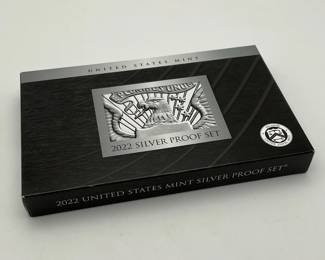 UNITED STATES MINT
2022 SILVER PROOF SET
2022 UNITED STATES MINT SILVER PROOF SET®